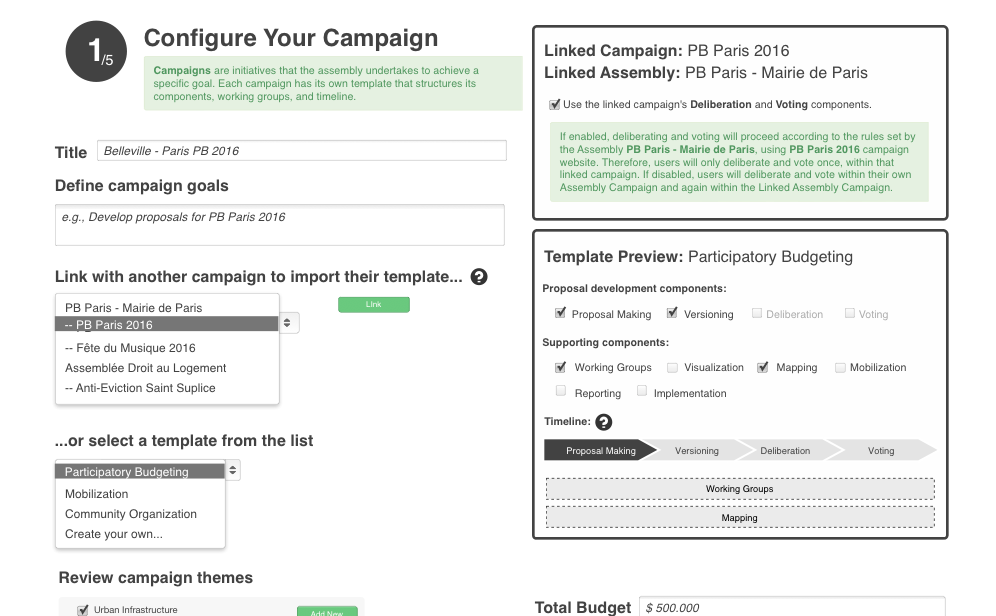 1/5
Configure Your Campaign
Campaigns are initiatives that the assembly undertakes to achieve a
specific goal. Each campaign has its own template that structures its
components, working groups, and timeline.
Title
Belleville - Paris PB 2016
Define campaign goals
e.g., Develop proposals for PB Paris 2016
Link with another campaign to import their template... ?
PB Paris - Mairie de Paris
-- PB Paris 2016
-- Fête du Musique 2016
Assemblée Droit au Logement
-- Anti-Eviction Saint Suplice
Link
...or select a template from the list
Participatory Budgeting
Mobilization
Community Organization
Create your own...
Review campaign themes
Urban Infrastructure
Add New
Linked Campaign: PB Paris 2016
Linked Assembly: PB Paris - Mairie de Paris
Use the linked campaign's Deliberation and Voting components.
If enabled, deliberating and voting will proceed according to the rules set by
the Assembly PB Paris - Mairie de Paris, using PB Paris 2016 campaign
website. Therefore, users will only deliberate and vote once, within that
linked campaign. If disabled, users will deliberate and vote within their own
Assembly Campaign and again within the Linked Assembly Campaign.
Template Preview: Participatory Budgeting
Proposal development components:
Proposal Making Versioning Deliberation Voting
Supporting components:
Working Groups Visualization Mapping Mobilization
Reporting Implementation
Timeline: ?
Proposal Making Versioning Deliberation Voting
Working Groups
Mapping
Total Budget $ 500.000